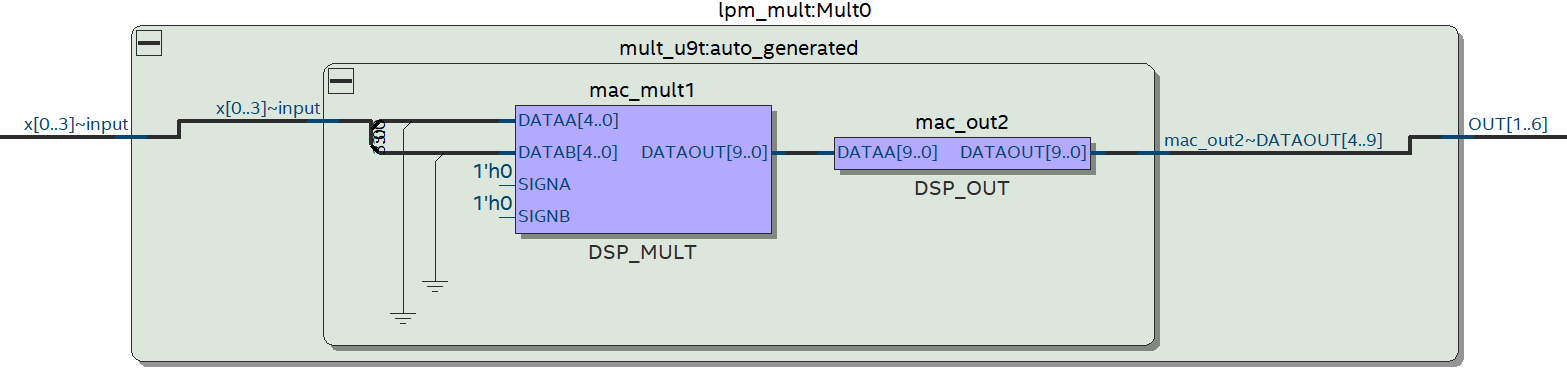 lpm_mult:Mult0
mult_u9t:auto_generated
mac_mult1
x[0..3]~input
x[0..3]~input
DATAA[4..0]
mac_out2
OUT[1..6]
DATAB[4..0] DATAOUT[9..0]
DATAA[9..0] DATAOUT[9..0]
mac_out2~DATAOUT[4..9]
1'h0
SIGNA
DSP_OUT
1'h0
SIGNB
DSP_MULT